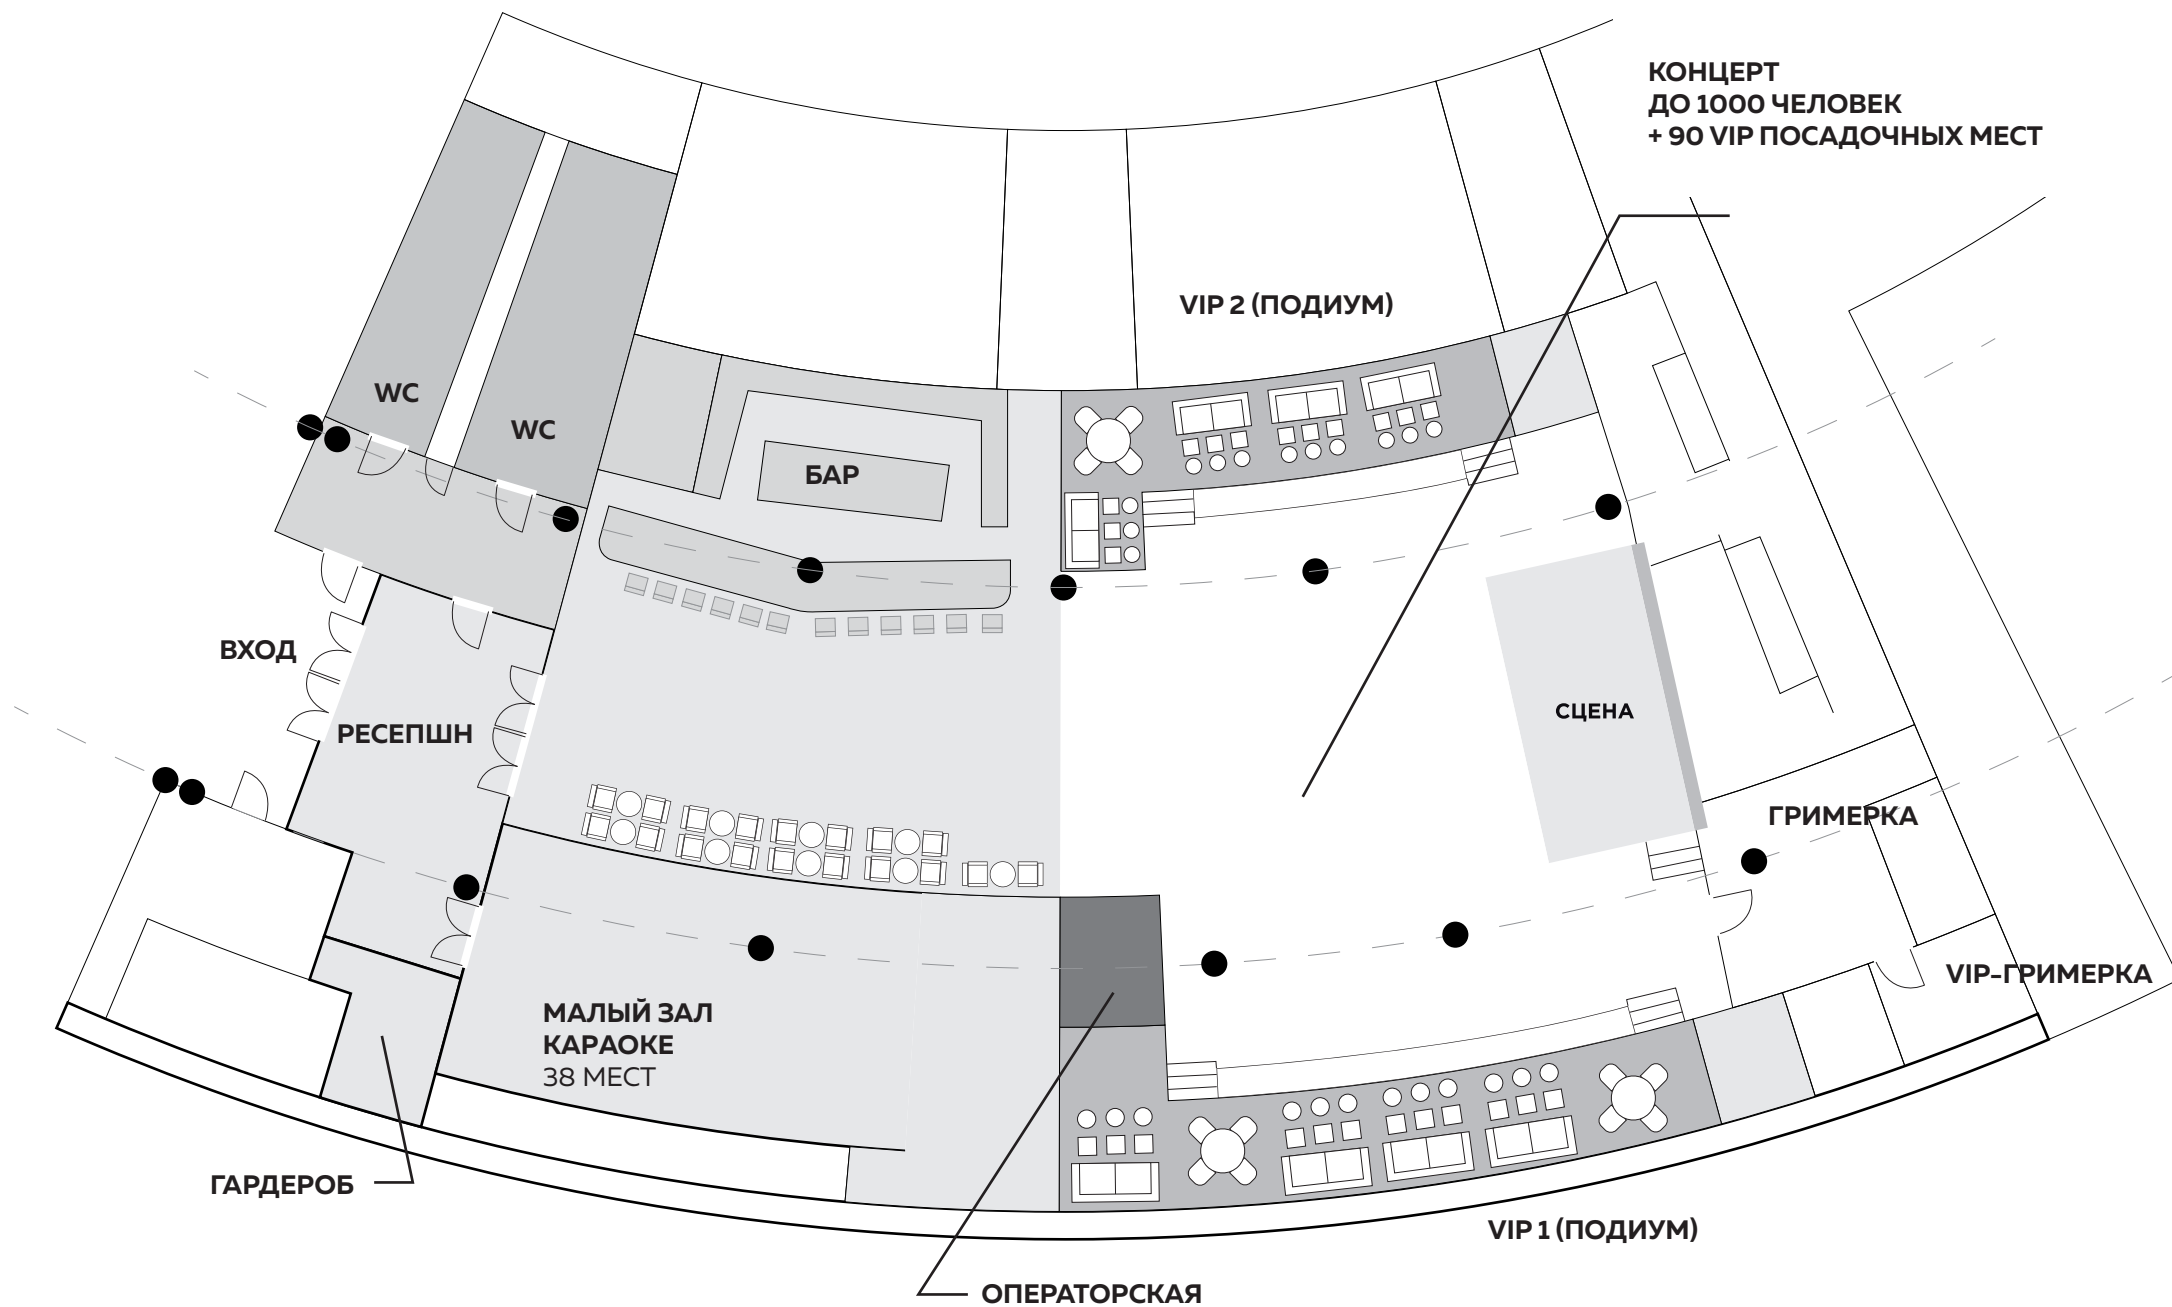 КОНЦЕРТ
ДО 1000 ЧЕЛОВЕК
+ 90 VIP ПОСАДОЧНЫХ МЕСТ
VIP 2 (ПОДИУМ)
WC
WC
БАР
ВХОД
РЕСЕПШН
СЦЕНА
ГРИМЕРКА
VIP-ГРИМЕРКА
МАЛЫЙ ЗАЛ
КАРАОКЕ
38 МЕСТ
ГАРДЕРОБ
VIP 1 (ПОДИУМ)
ОПЕРАТОРСКАЯ